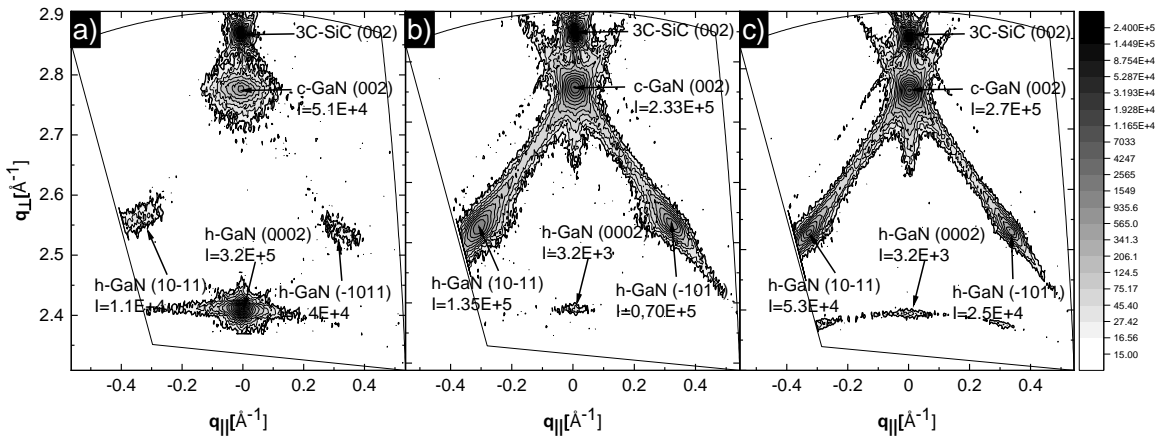 a)
3C-SiC (002)
c-GaN (002)
I=5.1E+4
h-GaN (0002)
I=3.2E+5
h-GaN (10-11)
I=1.1E+4
h-GaN (-1011)
.4E+4
b)
3C-SiC (002)
c-GaN (002)
I=2.33E+5
h-GaN (0002)
I=3.2E+3
h-GaN (10-11)
I=1.35E+5
h-GaN (-1011)
I=0,70E+5
c)
3C-SiC (002)
c-GaN (002)
I=2.7E+5
h-GaN (0002)
I=3.2E+3
h-GaN (10-11)
I=5.3E+4
h-GaN (-101
I=2.5E+4
2.9
2.8
2.7
2.6
2.5
2.4
q⊥[Å⁻¹]
-0.4 -0.2 -0 0.2 0.4
-0.4 -0.2 0 0.2 0.4
-0.4 -0.2 0 0.2 0.4
q||[Å⁻¹]
q||[Å⁻¹]
q||[Å⁻¹]
2.400E+5
1.449E+5
8.754E+4
5.287E+4
3.193E+4
1.928E+4
1.165E+4
7033
4247
2565
1549
935.6
565.0
341.3
206.1
124.5
75.17
45.40
27.42
16.56
15.00